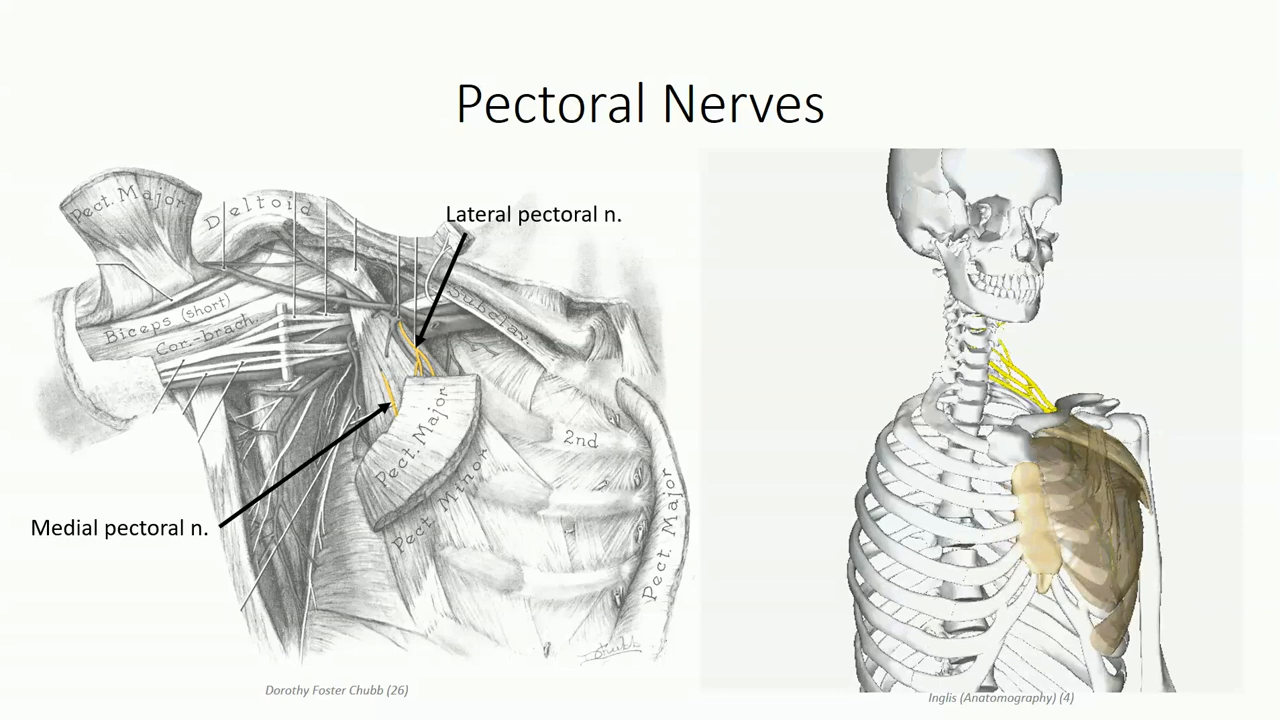 Pectoral Nerves
Pect. Major
Deltoid
Lateral pectoral n.
Subclav.
Biceps (short)
Cor.-brach.
Pect. Major
2nd
Pect. Minor
Pect. Major
Medial pectoral n.
Chubb
Dorothy Foster Chubb (26)
Inglis (Anatomography) (4)